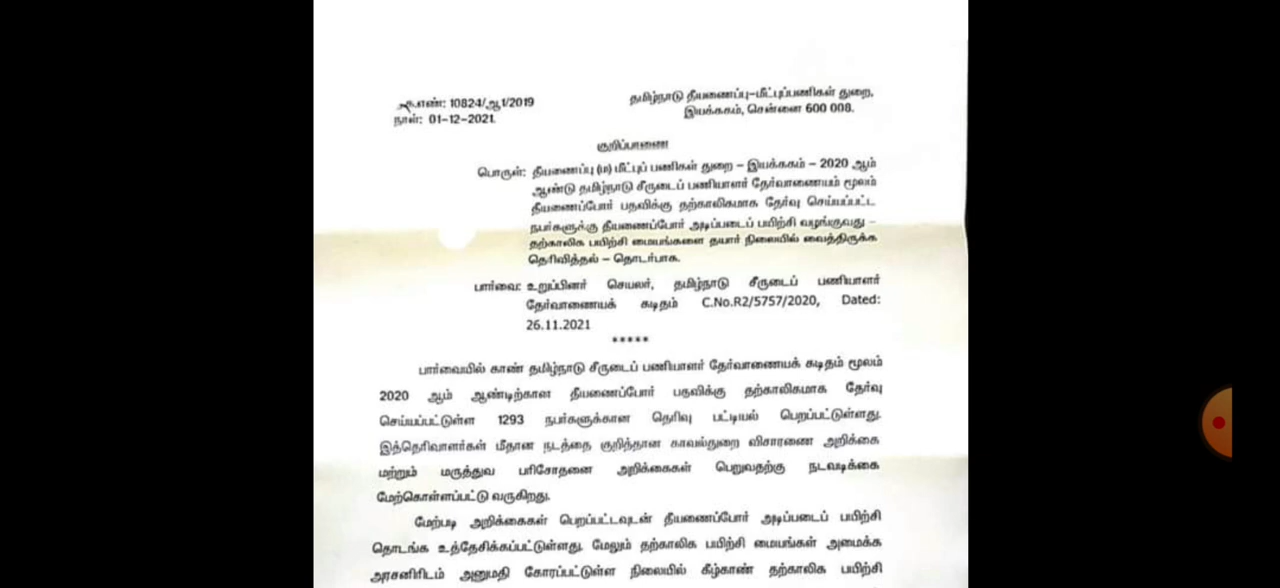 ஓ.எண்: 10824/ஆ1/2019
நாள்: 01-12-2021.
தமிழ்நாடு தீயணைப்பு-மீட்புப்பணிகள் துறை,
இயக்ககம், சென்னை 600 008.
குறிப்பாணை
பொருள்: தீயணைப்பு (ம) மீட்புப் பணிகள் துறை – இயக்ககம் – 2020 ஆம்
ஆண்டு தமிழ்நாடு சீருடைப் பணியாளர் தேர்வாணையம் மூலம்
தீயணைப்போர் பதவிக்கு தற்காலிகமாக தேர்வு செய்யப்பட்ட
நபர்களுக்கு தீயணைப்போர் அடிப்படைப் பயிற்சி வழங்குவது –
தற்காலிக பயிற்சி மையங்களை தயார் நிலையில் வைத்திருக்க
தெரிவித்தல் – தொடர்பாக.
பார்வை: உறுப்பினர் செயலர், தமிழ்நாடு சீருடைப் பணியாளர்
தேர்வாணையக் கடிதம் C.No.R2/5757/2020, Dated:
26.11.2021
*****
பார்வையில் காண் தமிழ்நாடு சீருடைப் பணியாளர் தேர்வாணையக் கடிதம் மூலம்
2020 ஆம் ஆண்டிற்கான தீயணைப்போர் பதவிக்கு தற்காலிகமாக தேர்வு
செய்யப்பட்டுள்ள 1293 நபர்களுக்கான தெரிவு பட்டியல் பெறப்பட்டுள்ளது.
இத்தெரிவாளர்கள் மீதான நடத்தை குறித்தான காவல்துறை விசாரணை அறிக்கை
மற்றும் மருத்துவ பரிசோதனை அறிக்கைகள் பெறுவதற்கு நடவடிக்கை
மேற்கொள்ளப்பட்டு வருகிறது.
மேற்படி அறிக்கைகள் பெறப்பட்டவுடன் தீயணைப்போர் அடிப்படைப் பயிற்சி
தொடங்க உத்தேசிக்கப்பட்டுள்ளது. மேலும் தற்காலிக பயிற்சி மையங்கள் அமைக்க
அரசனிரிடம் அனுமதி கோரப்பட்டுள்ள நிலையில் கீழ்காண் தற்காலிக பயிற்சி